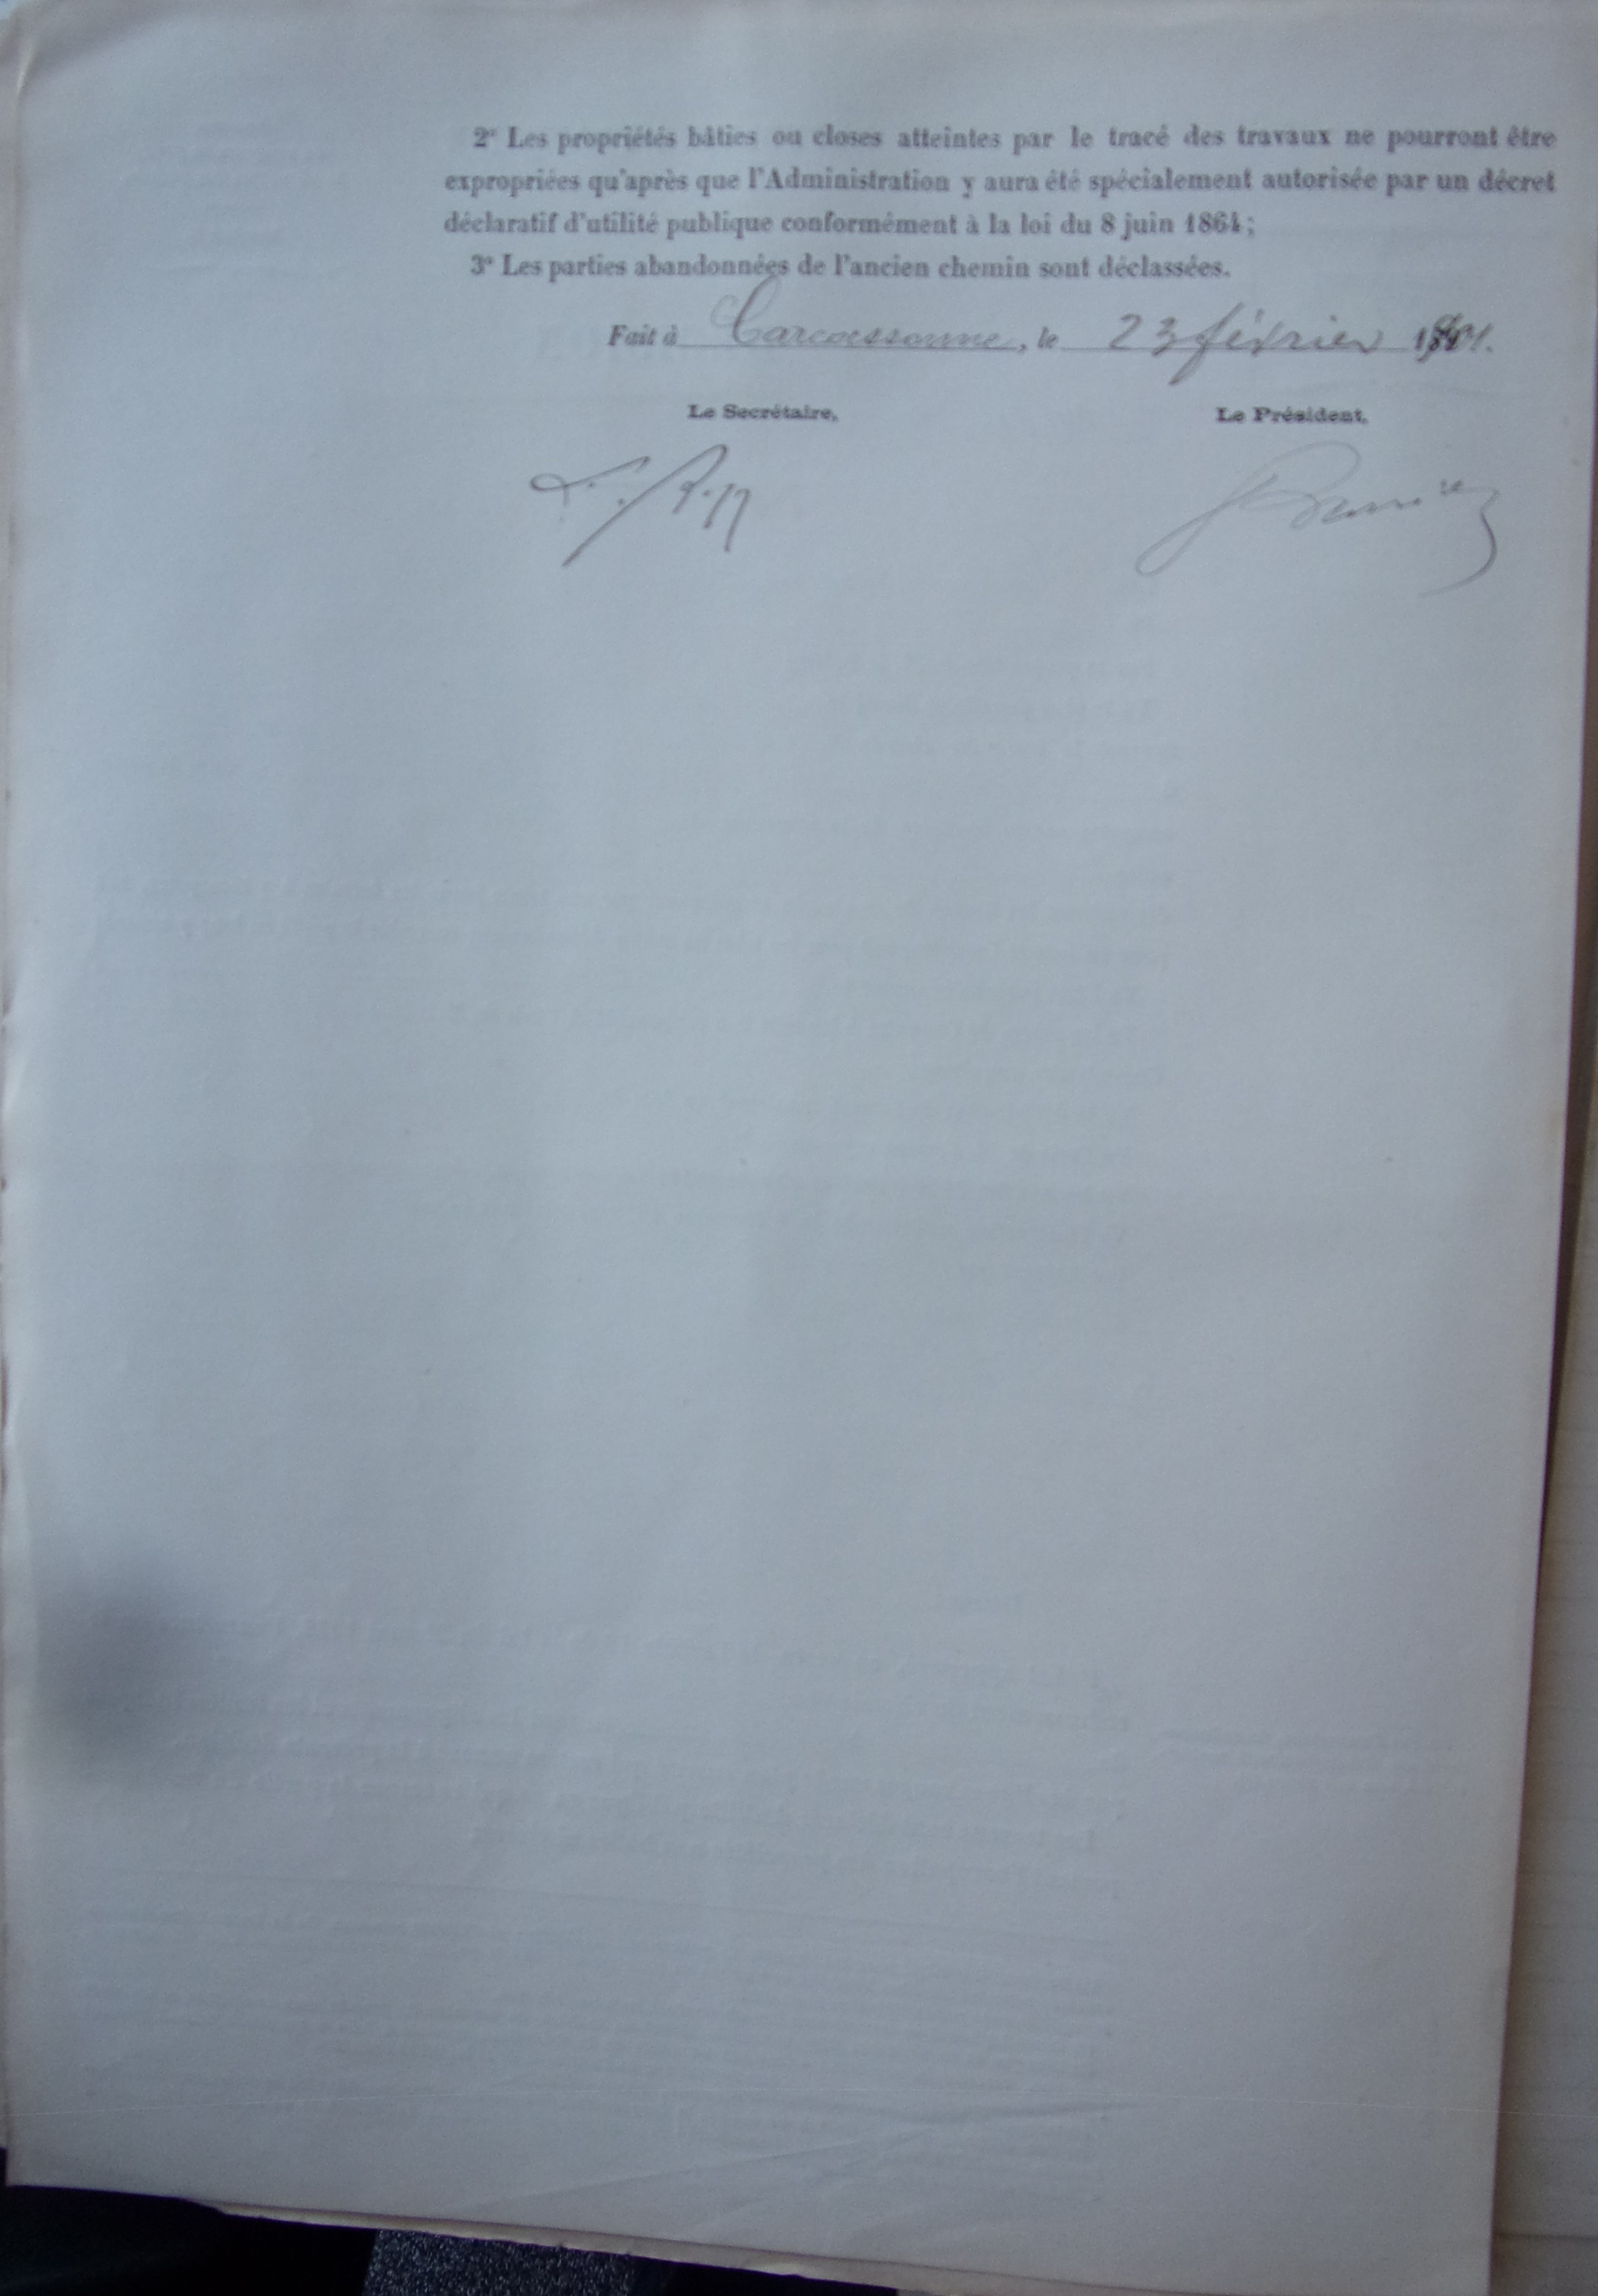 2° Les propriétés bâties ou closes atteintes par le tracé des travaux ne pourront être
expropriées qu'après que l'Administration y aura été spécialement autorisée par un décret
déclaratif d'utilité publique conformément à la loi du 8 juin 1864;
3° Les parties abandonnées de l'ancien chemin sont déclassées.
Fait à Carcassonne, le 23 février
Le Secrétaire, Le Président,